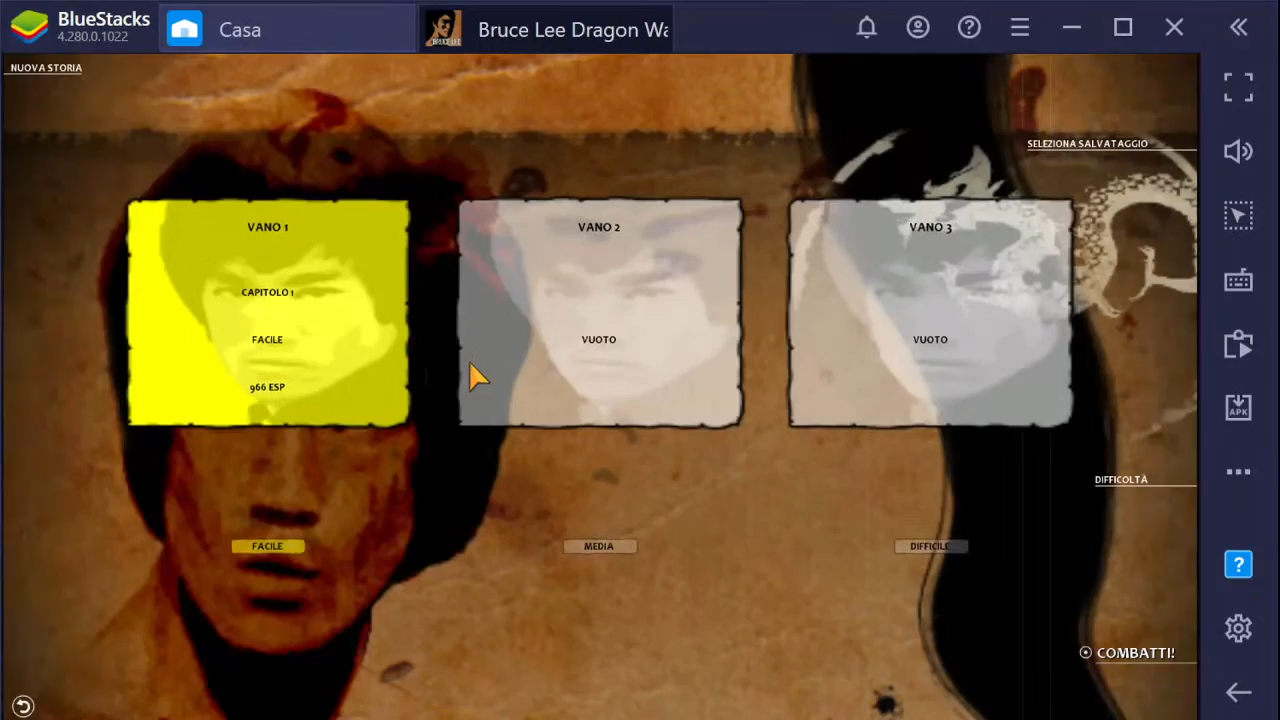 BlueStacks
4.280.0.1022
Casa
Bruce Lee Dragon Wa
NUOVA STORIA
SELEZIONA SALVATAGGIO
VANO 1
CAPITOLO 1
FACILE
966 ESP
VANO 2
VUOTO
VANO 3
VUOTO
DIFFICOLTÀ
FACILE
MEDIA
DIFFICILE
COMBATTI!
APK